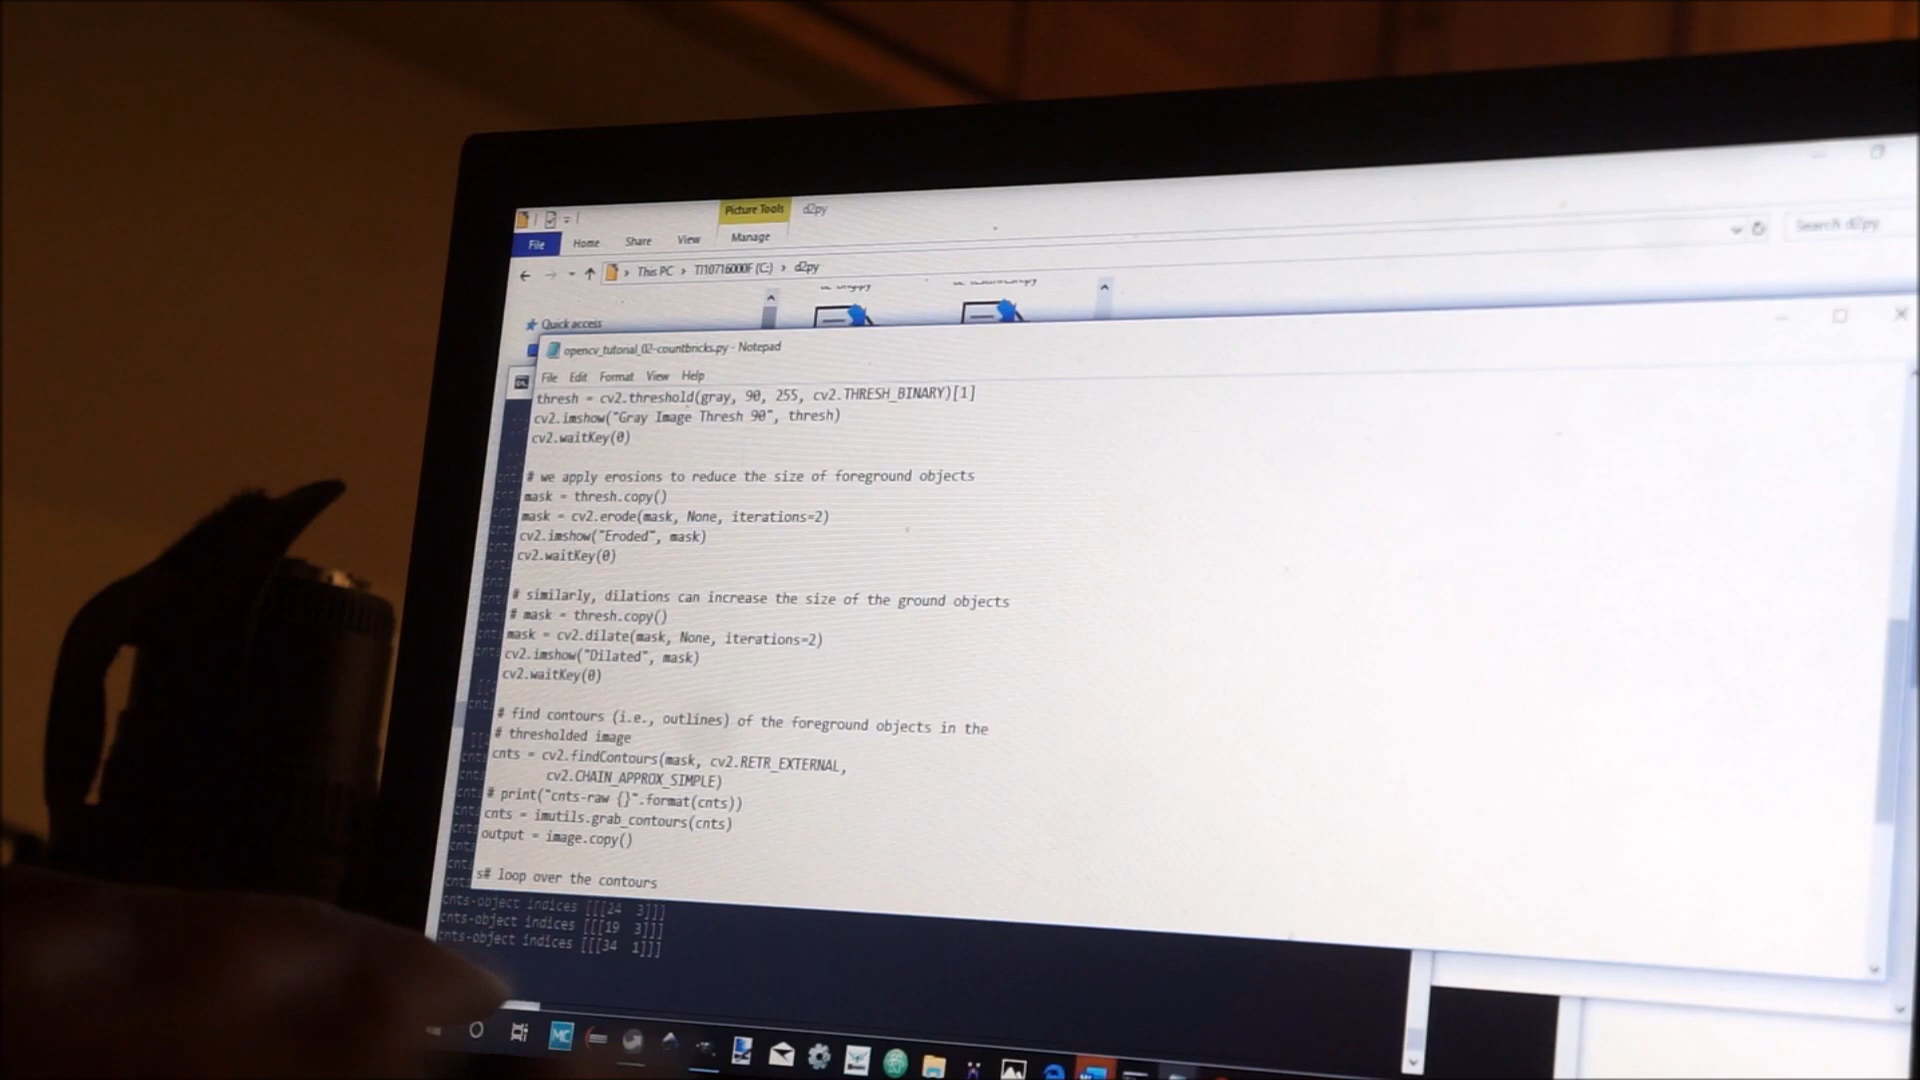 Picture Tools d2py
File Home Share View Manage
This PC > TI10716000F (C:) > d2py
Search d2py
Quick access
opencv_tutorial_02-countbricks.py - Notepad
File Edit Format View Help
thresh = cv2.threshold(gray, 90, 255, cv2.THRESH_BINARY)[1]
cv2.imshow("Gray Image Thresh 90", thresh)
cv2.waitKey(0)
# we apply erosions to reduce the size of foreground objects
mask = thresh.copy()
mask = cv2.erode(mask, None, iterations=2)
cv2.imshow("Eroded", mask)
cv2.waitKey(0)
# similarly, dilations can increase the size of the ground objects
# mask = thresh.copy()
mask = cv2.dilate(mask, None, iterations=2)
cv2.imshow("Dilated", mask)
cv2.waitKey(0)
# find contours (i.e., outlines) of the foreground objects in the
# thresholded image
cnts = cv2.findContours(mask, cv2.RETR_EXTERNAL,
cv2.CHAIN_APPROX_SIMPLE)
# print("cnts-raw {}".format(cnts))
cnts = imutils.grab_contours(cnts)
output = image.copy()
s# loop over the contours
cnts-object indices [[[24 3]]]
cnts-object indices [[[19 3]]]
cnts-object indices [[[34 1]]]
MC